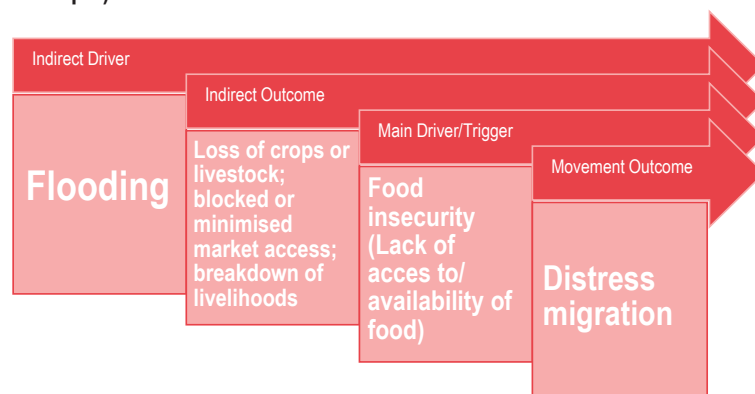 Indirect Driver
Flooding
Indirect Outcome
Loss of crops or
livestock;
blocked or
minimised
market access;
breakdown of
livelihoods
Main Driver/Trigger
Food
insecurity
(Lack of
acces to/
availability of
food)
Movement Outcome
Distress
migration